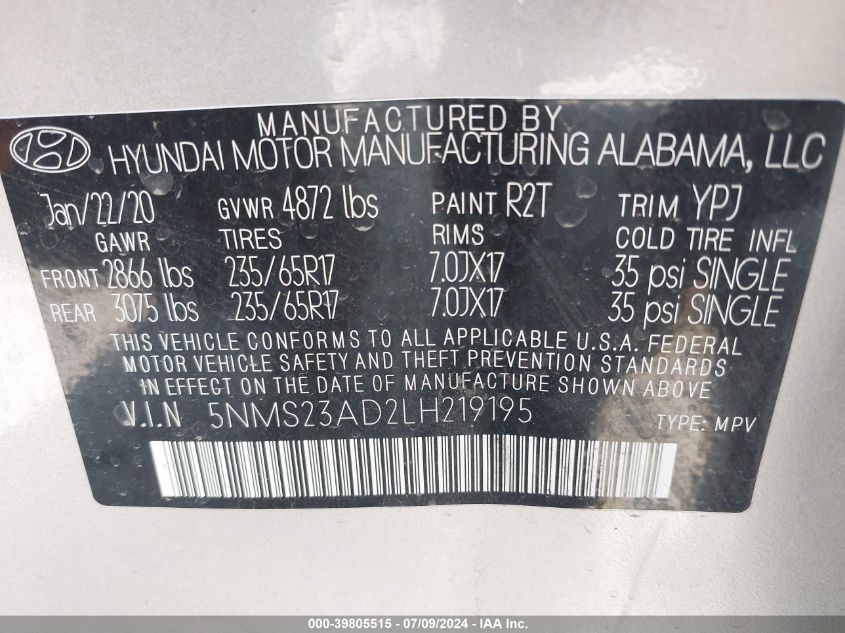 MANUFACTURED BY
HYUNDAI MOTOR MANUFACTURING ALABAMA, LLC
Jan/22/20 GVWR 4872 lbs PAINT R2T TRIM YPJ
GAWR TIRES RIMS COLD TIRE INFL
FRONT 2866 lbs 235/65R17 7.0JX17 35 psi SINGLE
REAR 3075 lbs 235/65R17 7.0JX17 35 psi SINGLE
THIS VEHICLE CONFORMS TO ALL APPLICABLE U.S.A. FEDERAL
MOTOR VEHICLE SAFETY AND THEFT PREVENTION STANDARDS
IN EFFECT ON THE DATE OF MANUFACTURE SHOWN ABOVE
V.I.N 5NMS23AD2LH219195 TYPE: MPV
000-39805515 - 07/09/2024 - IAA Inc.